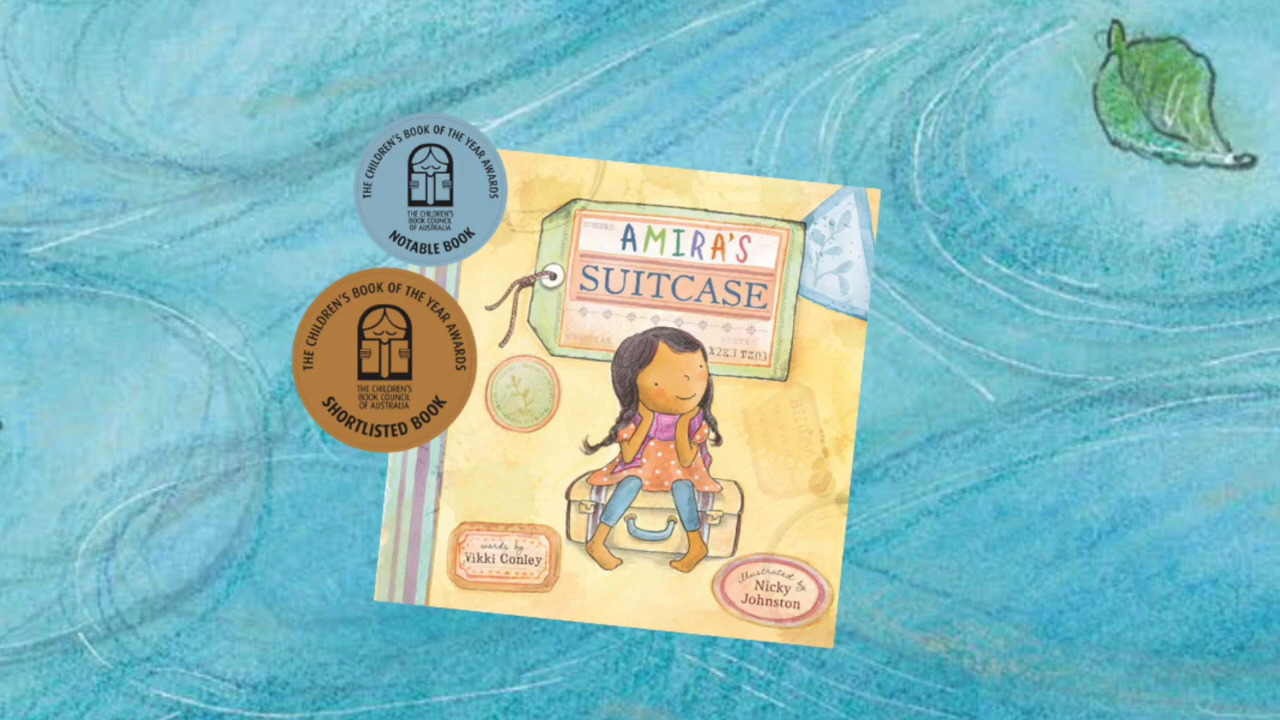 THE CHILDREN'S BOOK OF THE YEAR AWARDS
THE CHILDREN'S
BOOK COUNCIL
OF AUSTRALIA
NOTABLE BOOK
THE CHILDREN'S BOOK OF THE YEAR AWARDS
THE CHILDREN'S
BOOK COUNCIL
OF AUSTRALIA
SHORTLISTED BOOK
AMIRA'S
SUITCASE
X2K3 TZ03
words by
Vikki Conley
illustrated by
Nicky
Johnston